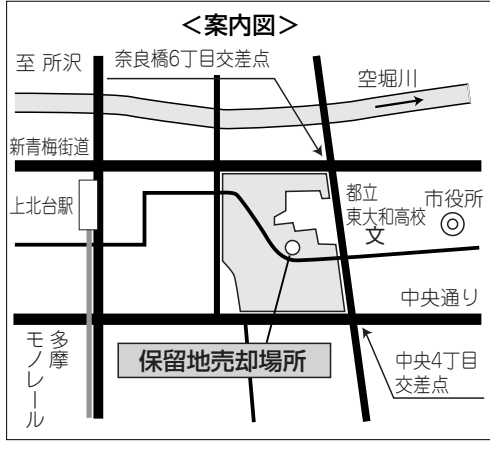 ＜案内図＞
至 所沢
奈良橋6丁目交差点
空堀川
新青梅街道
上北台駅
都立
東大和高校
文
市役所
中央通り
多摩
モノレール
保留地売却場所
中央4丁目
交差点